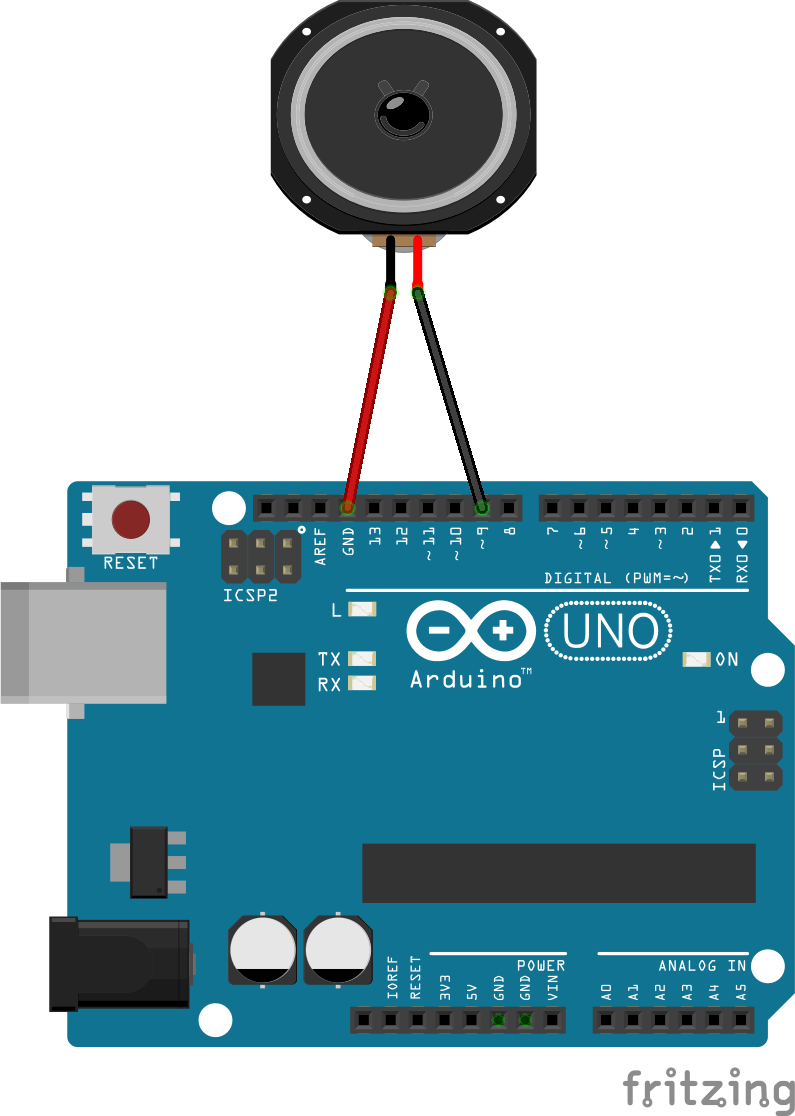 RESET
ICSP2
AREF
GND
13
12
~11
~10
~9
8
7
~6
~5
4
~3
2
TX0▶1
RX0◀0
DIGITAL (PWM=~)
L
TX
RX
Arduino™
UNO
ON
1
ICSP
POWER
ANALOG IN
IOREF
RESET
3V3
5V
GND
GND
VIN
A0
A1
A2
A3
A4
A5
fritzing